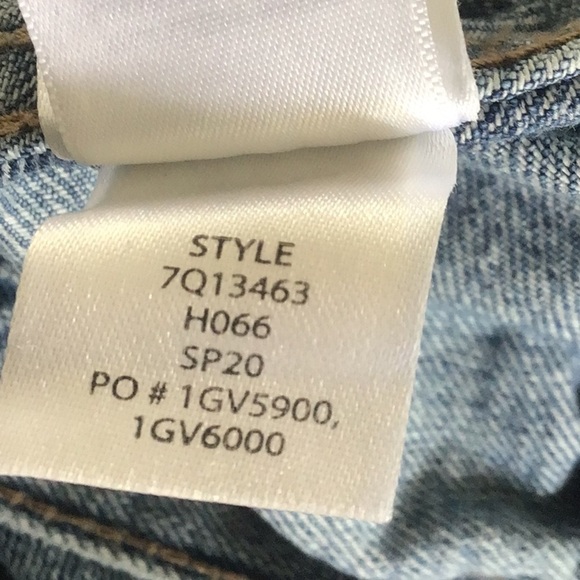 STYLE
7Q13463
H066
SP20
PO # 1GV5900,
1GV6000